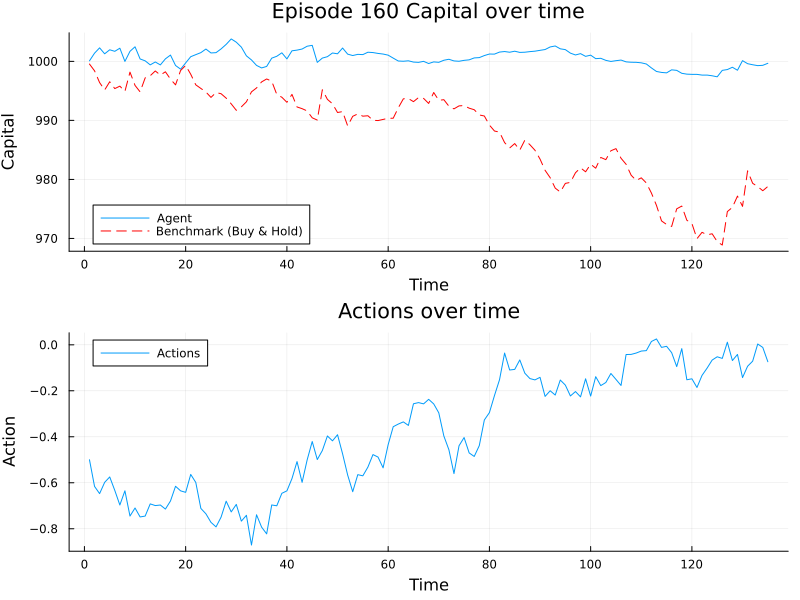 Episode 160 Capital over time
Capital
1000
990
980
970
Agent
Benchmark (Buy & Hold)
0 20 40 60 80 100 120
Time
Actions over time
Action
0.0
−0.2
−0.4
−0.6
−0.8
Actions
0 20 40 60 80 100 120
Time